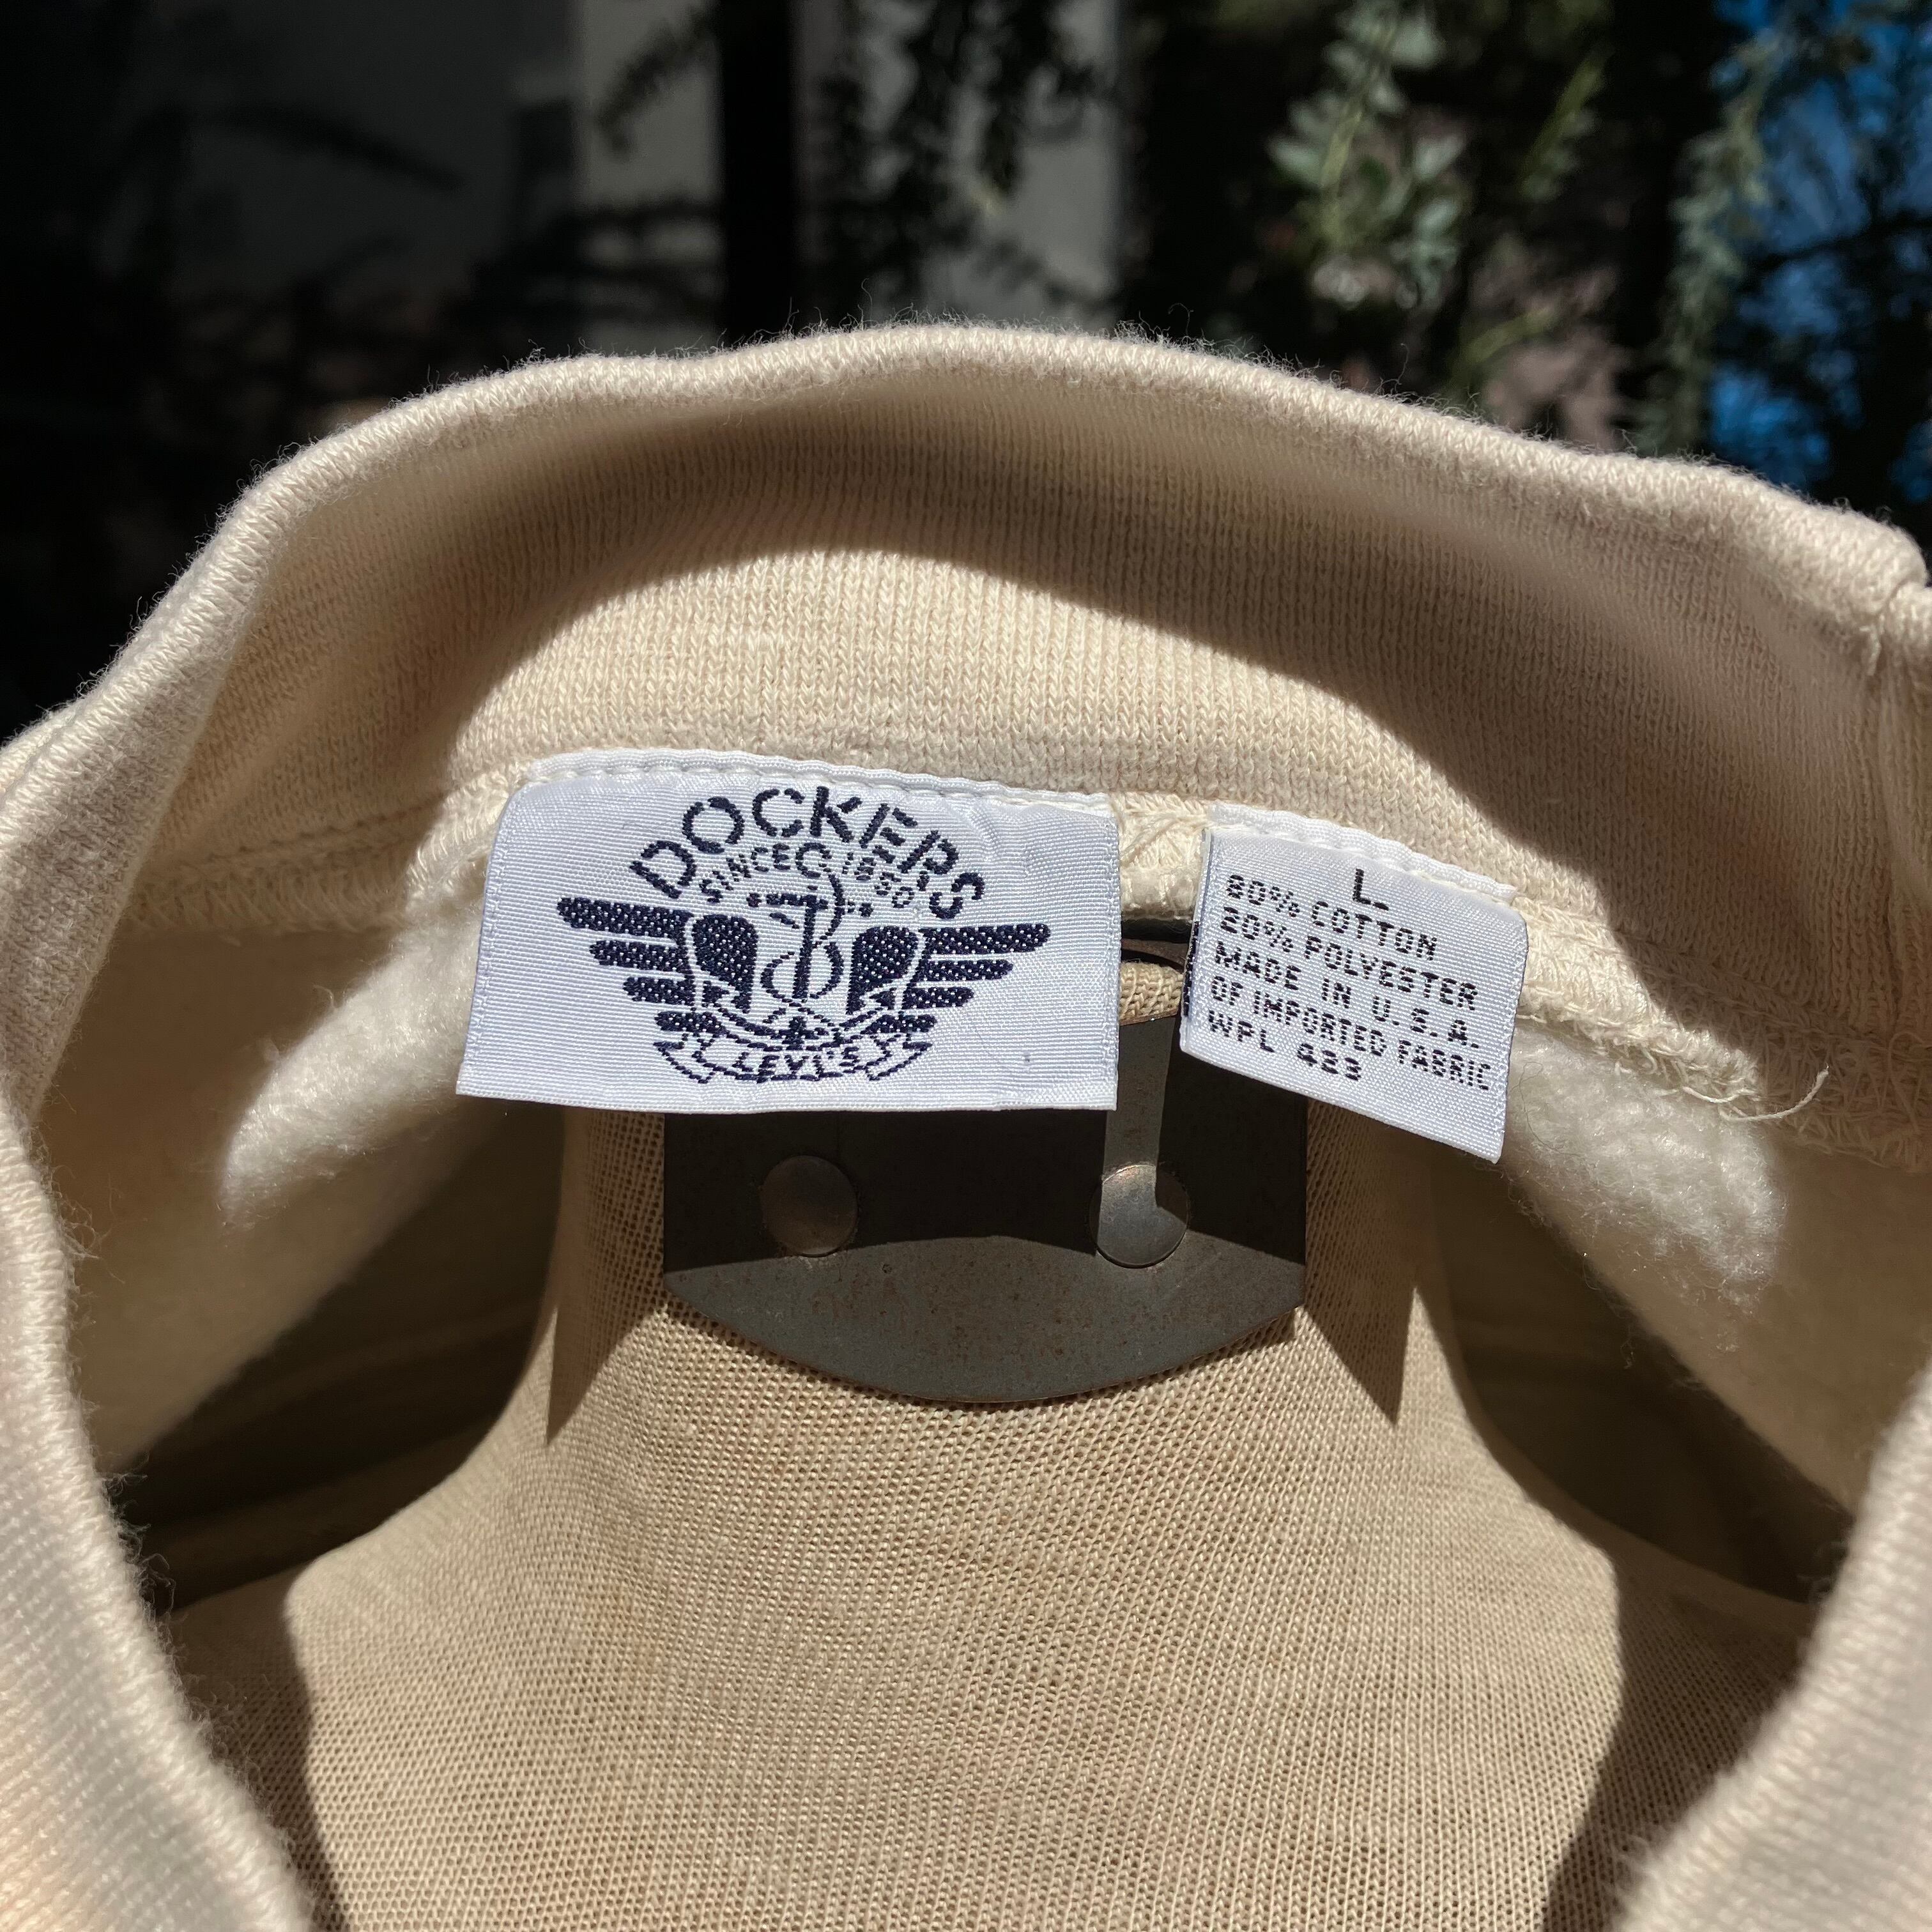 DOCKERS
SINCE 1850
LEVI'S
L.
80% COTTON
20% POLYESTER
MADE IN U.S.A.
OF IMPORTED FABRIC
WPL 423